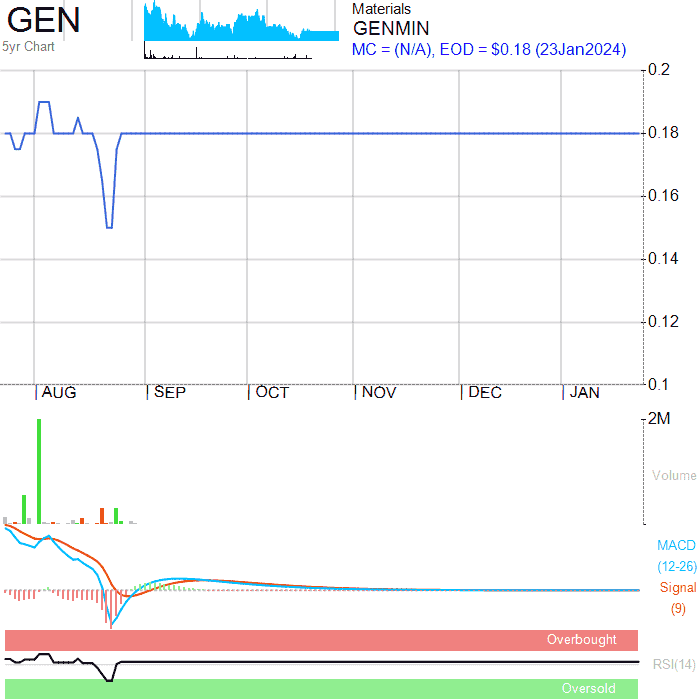 GEN
5yr Chart
Materials
GENMIN
MC = (N/A), EOD = $0.18 (23Jan2024)
0.2
0.18
0.16
0.14
0.12
0.1
AUG SEP OCT NOV DEC JAN
2M
Volume
MACD
(12-26)
Signal
(9)
Overbought
RSI(14)
Oversold